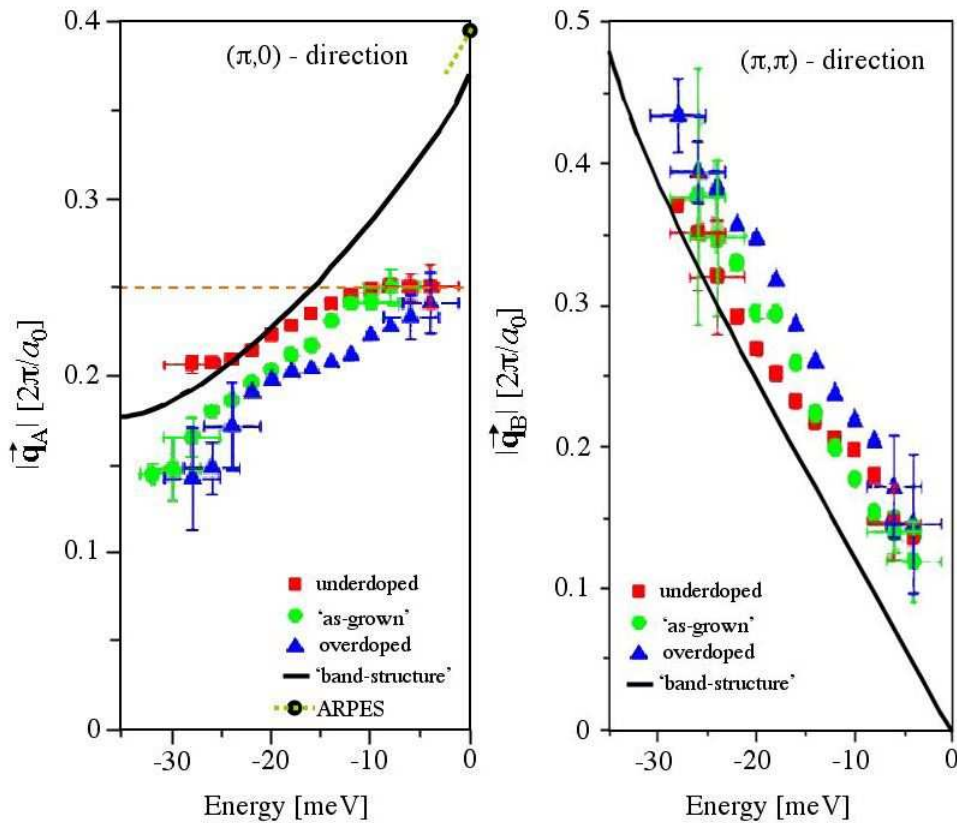 (π,0) - direction
0.4
0.3
0.2
0.1
0
|q⃗A| [2π/a0]
underdoped
‘as-grown’
overdoped
‘band-structure’
ARPES
-30
-20
-10
0
Energy [meV]
(π,π) - direction
0.5
0.4
0.3
0.2
0.1
0
|q⃗B| [2π/a0]
underdoped
‘as-grown’
overdoped
‘band-structure’
-30
-20
-10
0
Energy [meV]